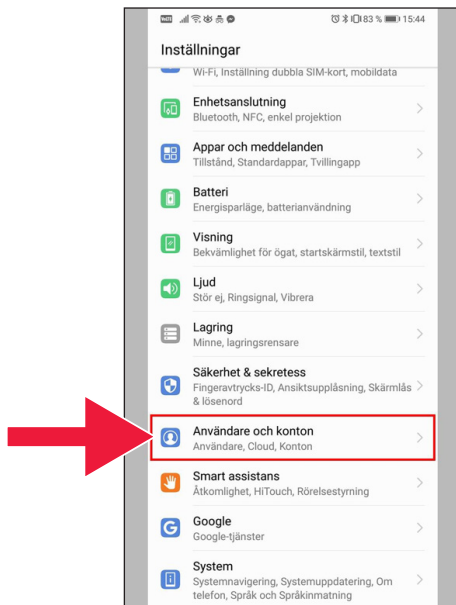 83 % 15:44
Inställningar
Wi-Fi, Inställning dubbla SIM-kort, mobildata
Enhetsanslutning
Bluetooth, NFC, enkel projektion
Appar och meddelanden
Tillstånd, Standardappar, Tvillingapp
Batteri
Energisparläge, batterianvändning
Visning
Bekvämlighet för ögat, startskärmstil, textstil
Ljud
Stör ej, Ringsignal, Vibrera
Lagring
Minne, lagringsrensare
Säkerhet & sekretess
Fingeravtrycks-ID, Ansiktsupplåsning, Skärmlås
& lösenord
Användare och konton
Användare, Cloud, Konton
Smart assistans
Åtkomlighet, HiTouch, Rörelsestyrning
Google
Google-tjänster
System
Systemnavigering, Systemuppdatering, Om
telefon, Språk och Språkinmatning